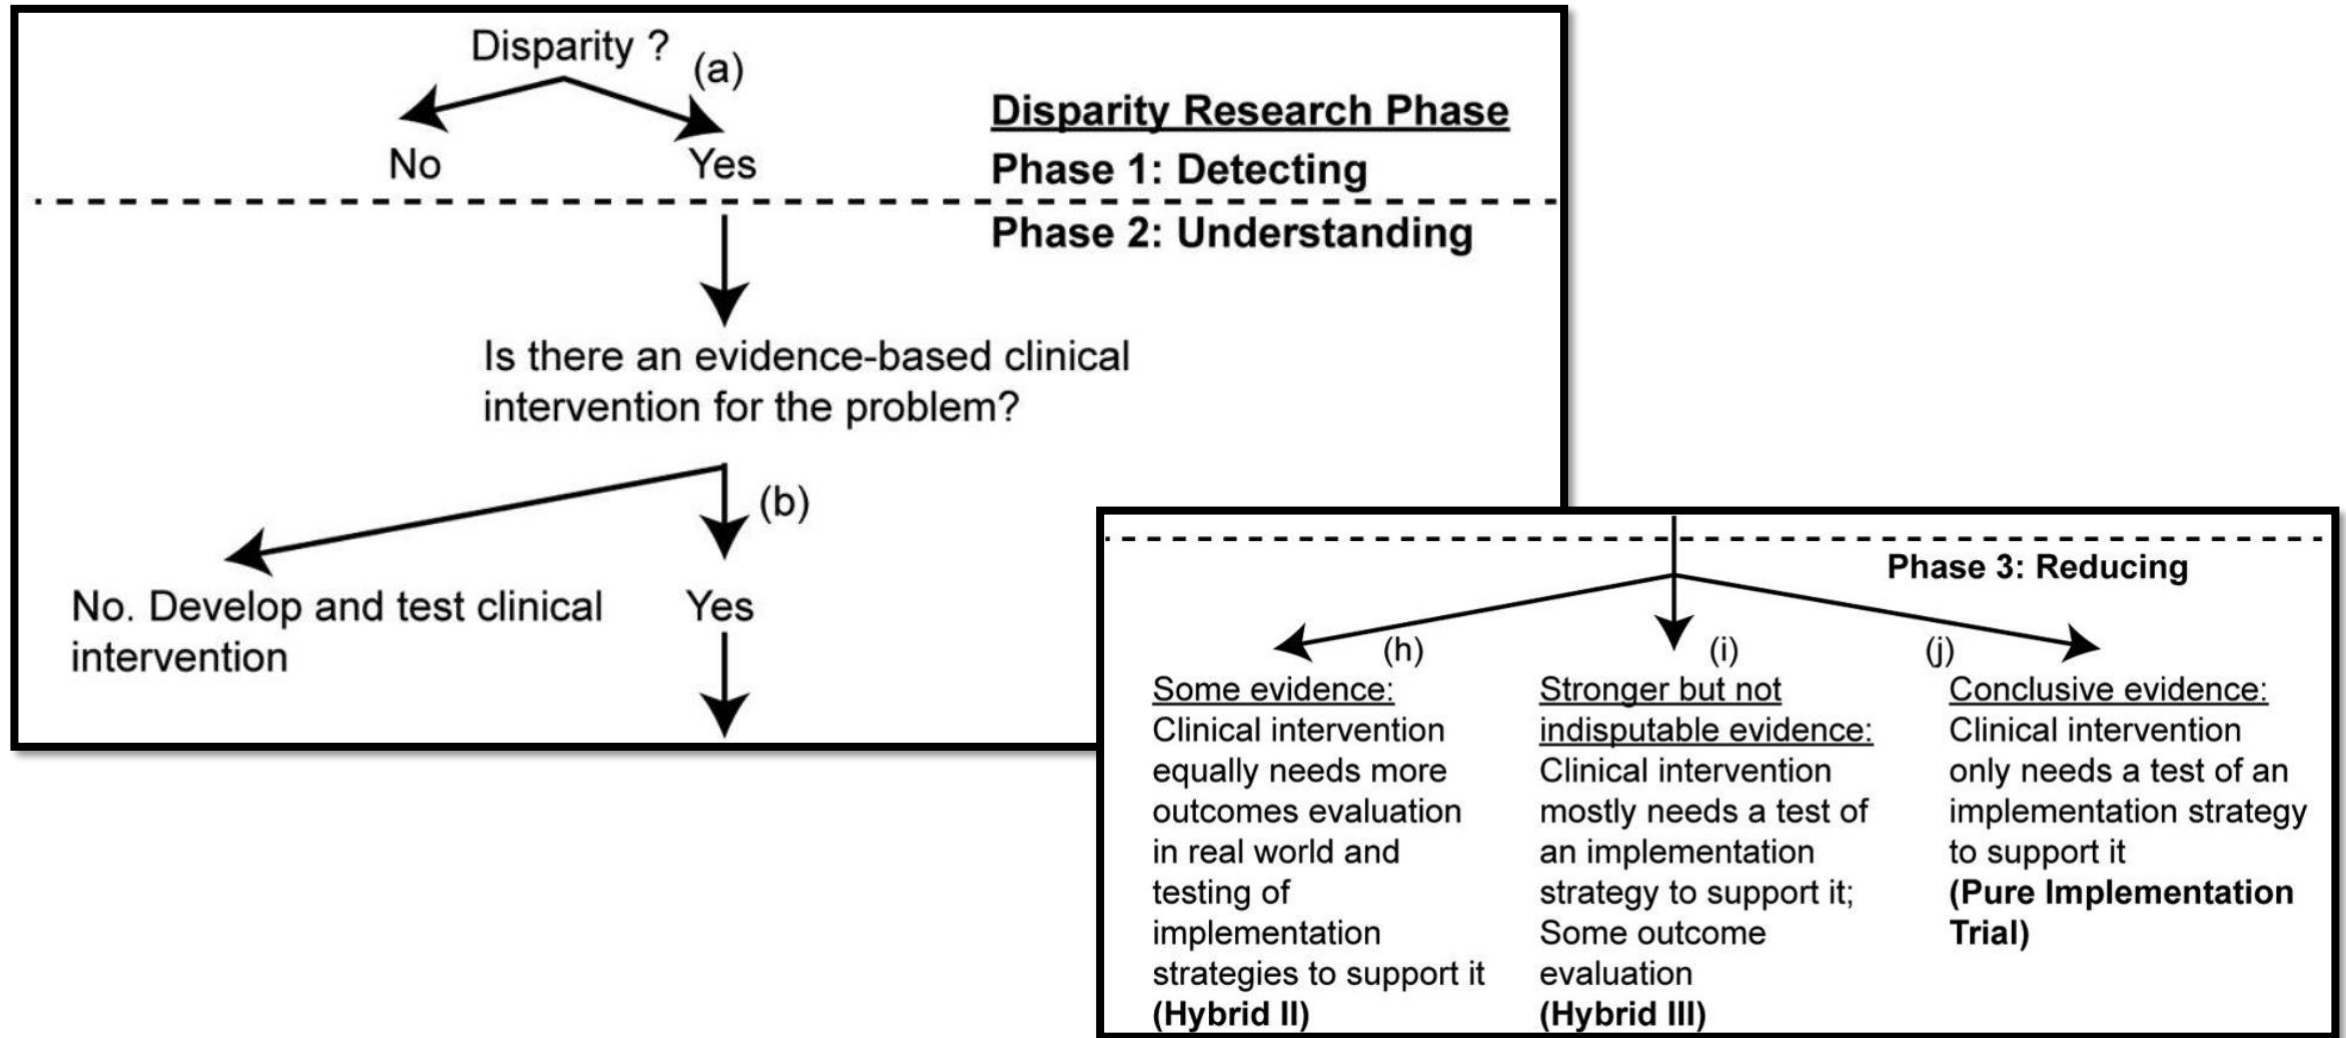 Disparity ?
(a)
No
Yes
Disparity Research Phase
Phase 1: Detecting
Phase 2: Understanding
Is there an evidence-based clinical
intervention for the problem?
(b)
No. Develop and test clinical
intervention
Yes
Phase 3: Reducing
(h)
Some evidence:
Clinical intervention
equally needs more
outcomes evaluation
in real world and
testing of
implementation
strategies to support it
(Hybrid II)
(i)
Stronger but not
indisputable evidence:
Clinical intervention
mostly needs a test of
an implementation
strategy to support it;
Some outcome
evaluation
(Hybrid III)
(j)
Conclusive evidence:
Clinical intervention
only needs a test of an
implementation strategy
to support it
(Pure Implementation
Trial)